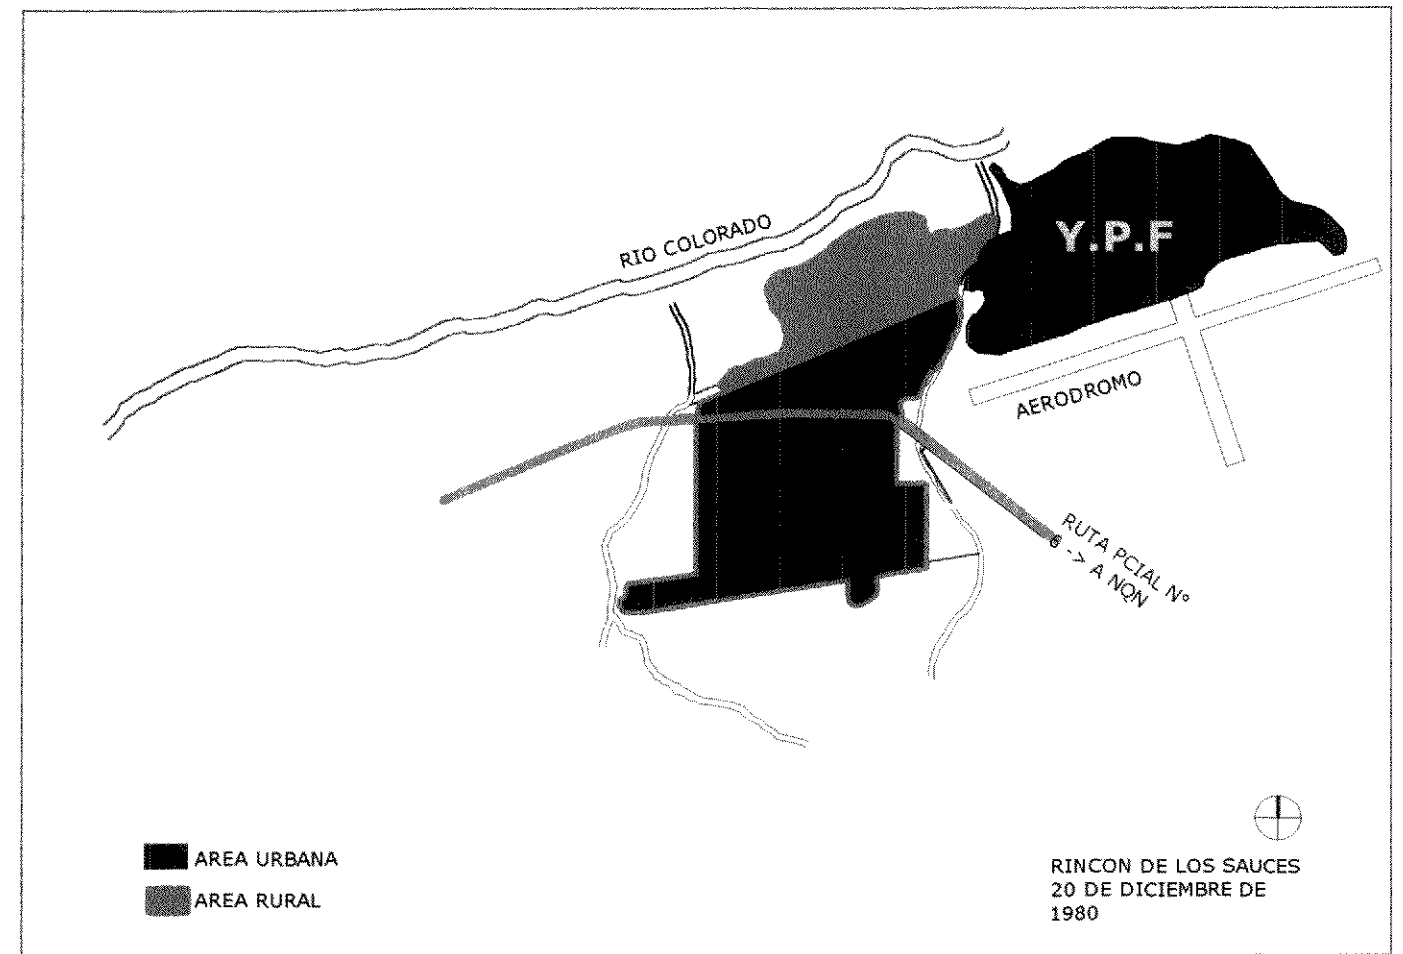 RIO COLORADO
Y.P.F
AERODROMO
RUTA PCIAL N°
6 -> A NQN
AREA URBANA
AREA RURAL
RINCON DE LOS SAUCES
20 DE DICIEMBRE DE
1980